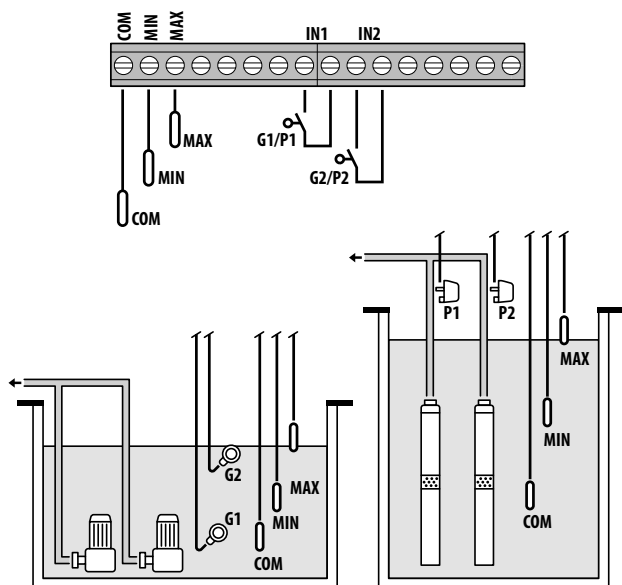 COM MIN MAX IN1 IN2
MAX
G1/P1
MIN
G2/P2
COM
P1 P2
MAX
MIN
G2
MAX
COM
G1
MIN
COM